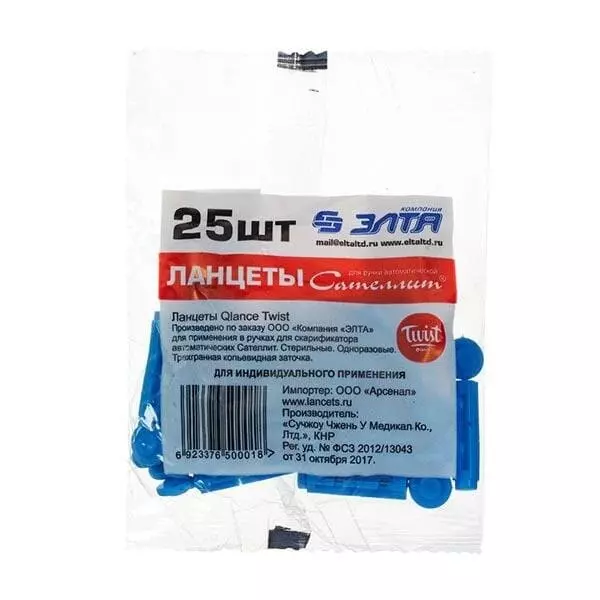 25шт
КОМПАНИЯ
ЭЛТА
mail@eltaltd.ru www.eltaltd.ru
ЛАНЦЕТЫ
для ручки автоматической
Сателлит®
Ланцеты Qlance Twist
Произведено по заказу ООО «Компания «ЭЛТА»
для применения в ручках для скарификатора
автоматических Сателлит. Стерильные. Одноразовые.
Трехгранная копьевидная заточка.
Twist
ДЛЯ ИНДИВИДУАЛЬНОГО ПРИМЕНЕНИЯ
Импортер: ООО «Арсенал»
www.lancets.ru
Производитель:
«Сучжоу Чжень У Медикал Ко.,
Лтд.», КНР
Рег. уд. № ФСЗ 2012/13043
от 31 октября 2017.
6 923376 500018 >